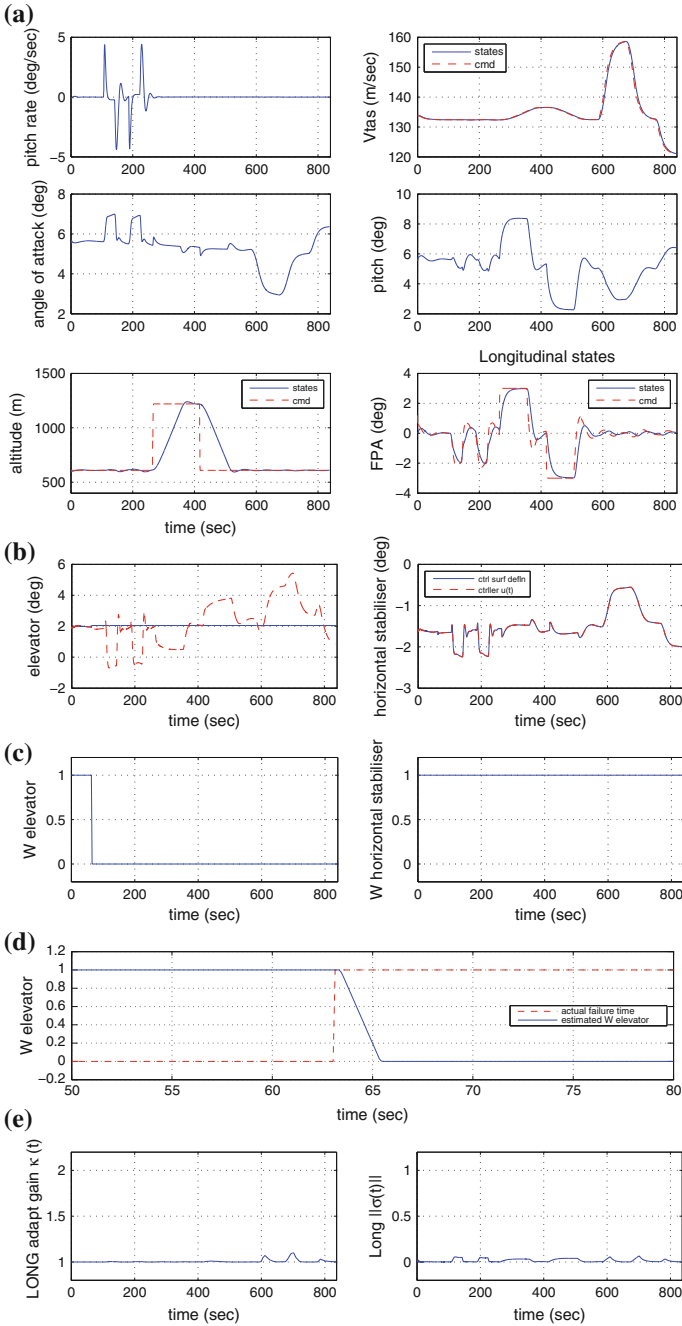 (a)
5
0
−5
pitch rate (deg/sec)
0 200 400 600 800
160
150
140
130
120
Vtas (m/sec)
states
cmd
0 200 400 600 800
8
6
4
2
angle of attack (deg)
0 200 400 600 800
10
8
6
4
2
pitch (deg)
0 200 400 600 800
Longitudinal states
1500
1000
500
altitude (m)
states
cmd
0 200 400 600 800
time (sec)
4
2
0
−2
−4
FPA (deg)
states
cmd
0 200 400 600 800
time (sec)
(b)
6
4
2
0
−2
elevator (deg)
0 200 400 600 800
time (sec)
0
−1
−2
−3
horizontal stabiliser (deg)
ctrl surf defln
ctrller u(t)
0 200 400 600 800
time (sec)
(c)
1
0.5
0
W elevator
0 200 400 600 800
time (sec)
1
0.5
0
W horizontal stabiliser
0 200 400 600 800
time (sec)
(d)
1.2
1
0.8
0.6
0.4
0.2
0
−0.2
W elevator
actual failure time
estimated W elevator
50 55 60 65 70 75 80
time (sec)
(e)
2
1.5
1
LONG adapt gain κ (t)
0 200 400 600 800
time (sec)
1
0.5
0
Long ||σ(t)||
0 200 400 600 800
time (sec)